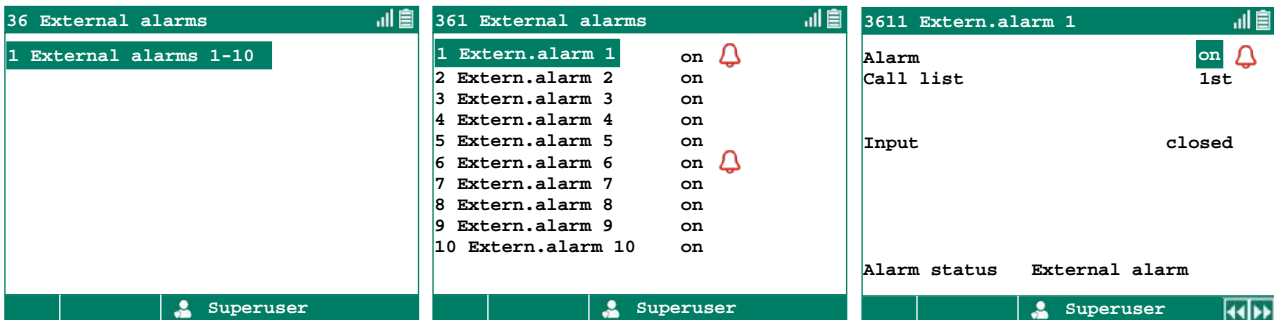 36 External alarms
1 External alarms 1-10
Superuser
361 External alarms
1 Extern.alarm 1 on
2 Extern.alarm 2 on
3 Extern.alarm 3 on
4 Extern.alarm 4 on
5 Extern.alarm 5 on
6 Extern.alarm 6 on
7 Extern.alarm 7 on
8 Extern.alarm 8 on
9 Extern.alarm 9 on
10 Extern.alarm 10 on
Superuser
3611 Extern.alarm 1
Alarm on
Call list 1st
Input closed
Alarm status External alarm
Superuser